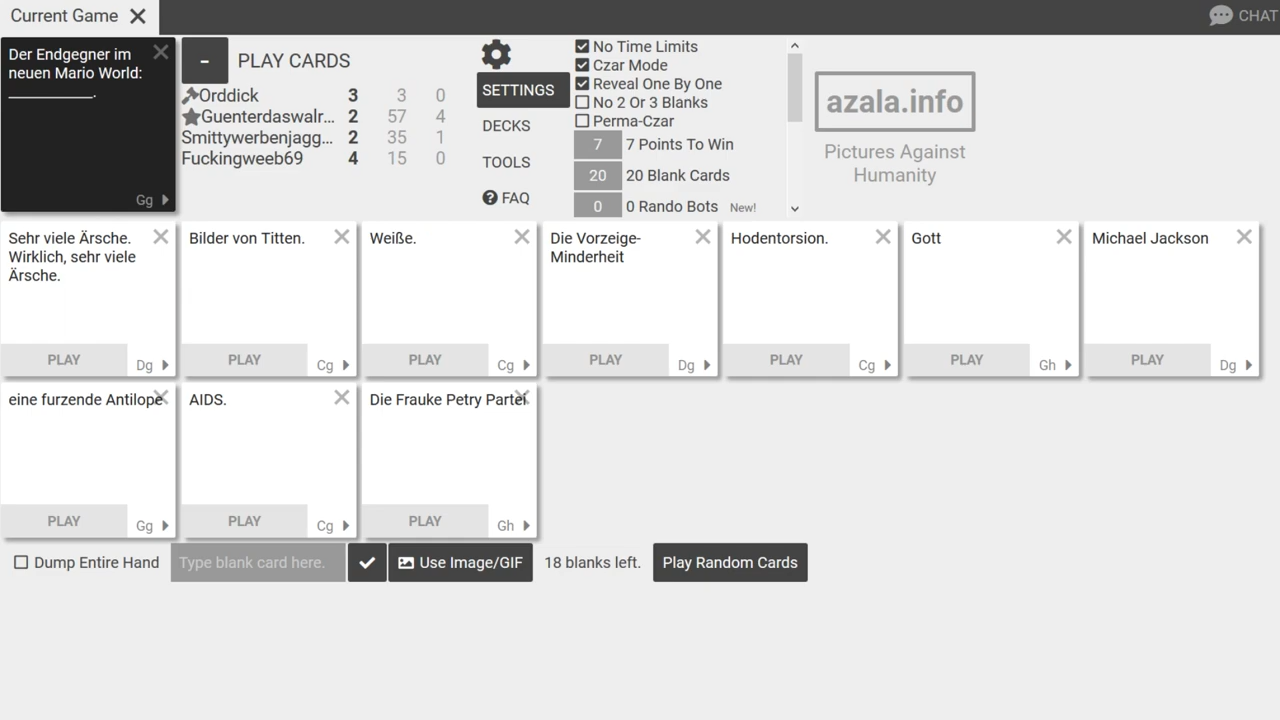 Current Game
CHAT
Der Endgegner im
neuen Mario World:
____________.
Gg
-
PLAY CARDS
Orddick 3 3 0
Guenterdaswalr... 2 57 4
Smittywerbenjagg... 2 35 1
Fuckingweeb69 4 15 0
SETTINGS
DECKS
TOOLS
FAQ
No Time Limits
Czar Mode
Reveal One By One
No 2 Or 3 Blanks
Perma-Czar
7 7 Points To Win
20 20 Blank Cards
0 0 Rando Bots New!
azala.info
Pictures Against
Humanity
Sehr viele Ärsche.
Wirklich, sehr viele
Ärsche.
PLAY Dg
Bilder von Titten.
PLAY Cg
Weiße.
PLAY Cg
Die Vorzeige-
Minderheit
PLAY Dg
Hodentorsion.
PLAY Cg
Gott
PLAY Gh
Michael Jackson
PLAY Dg
eine furzende Antilope
PLAY Gg
AIDS.
PLAY Cg
Die Frauke Petry Partei
PLAY Gh
Dump Entire Hand
Type blank card here.
Use Image/GIF
18 blanks left.
Play Random Cards